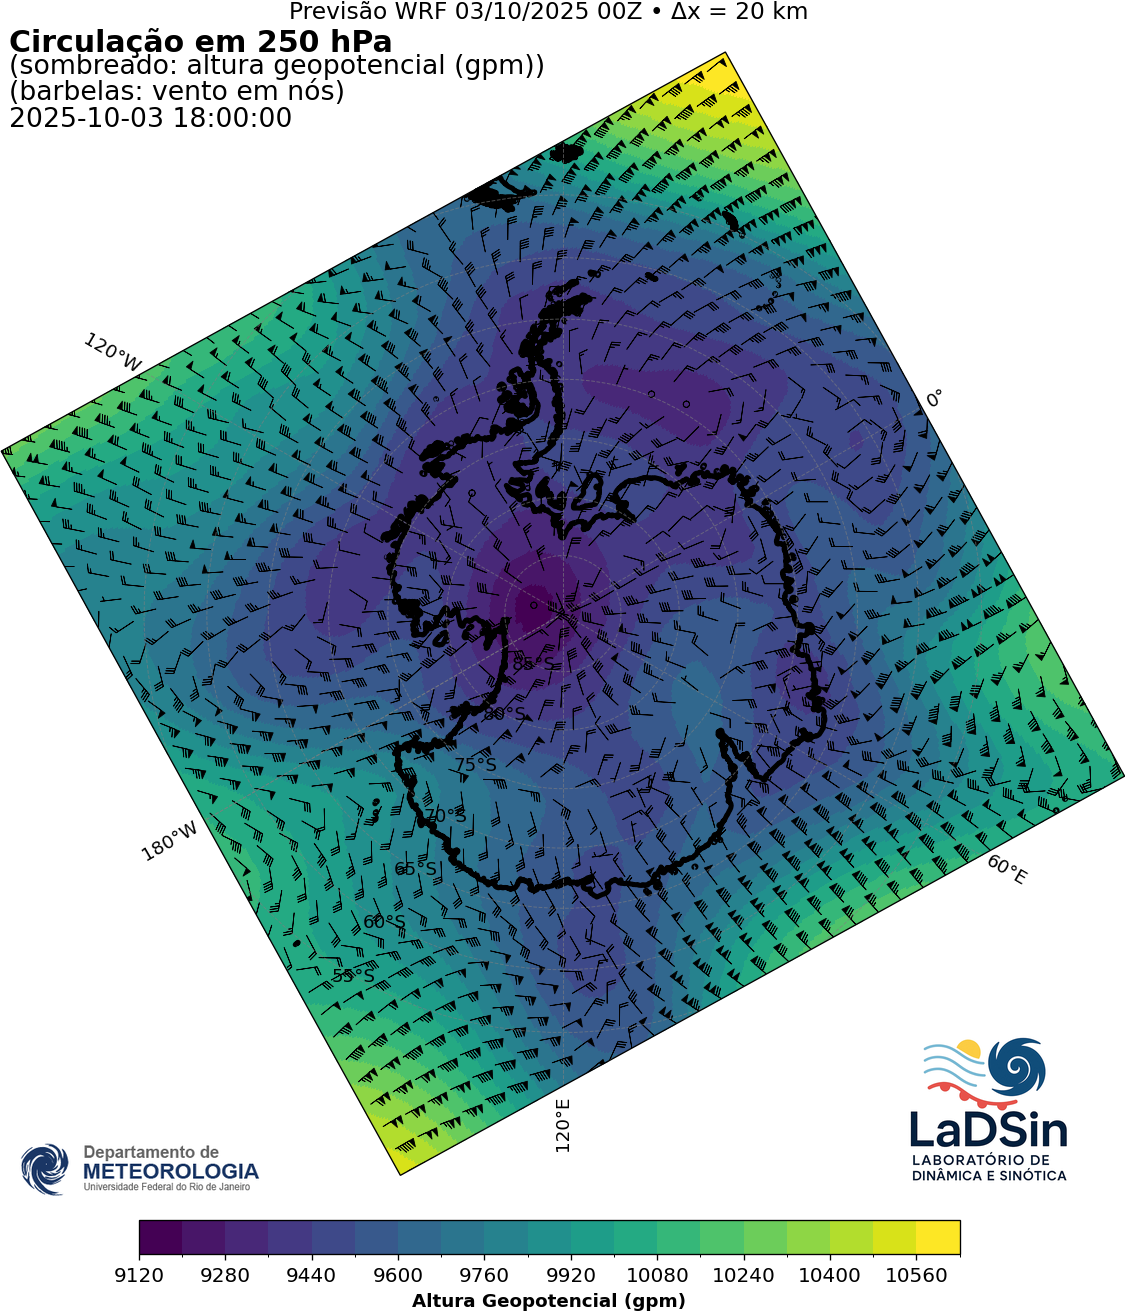 Previsão WRF 03/10/2025 00Z • Δx = 20 km
Circulação em 250 hPa
(sombreado: altura geopotencial (gpm))
(barbelas: vento em nós)
2025-10-03 18:00:00
120°W
0°
85°S
80°S
75°S
70°S
180°W
65°S
60°E
60°S
55°S
120°E
LaDSin
LABORATÓRIO DE
DINÂMICA E SINÓTICA
Departamento de
METEOROLOGIA
Universidade Federal do Rio de Janeiro
9120 9280 9440 9600 9760 9920 10080 10240 10400 10560
Altura Geopotencial (gpm)